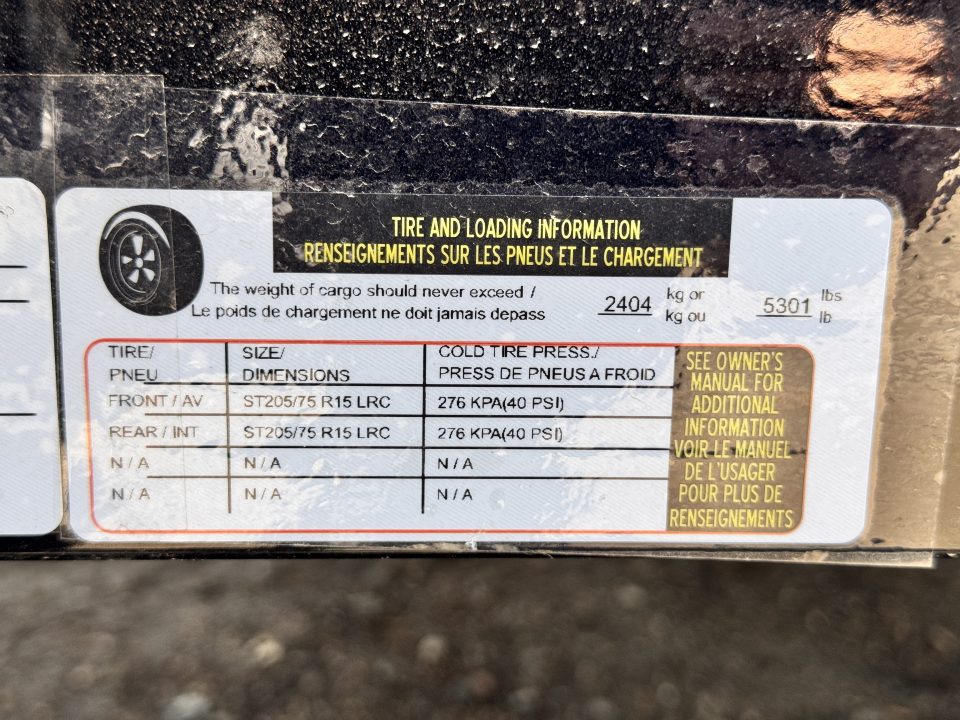 TIRE AND LOADING INFORMATION
RENSEIGNEMENTS SUR LES PNEUS ET LE CHARGEMENT
The weight of cargo should never exceed / 2404 kg or 5301 lbs
Le poids de chargement ne doit jamais depass kg ou lb
TIRE/ SIZE/ COLD TIRE PRESS./
PNEU DIMENSIONS PRESS DE PNEUS A FROID
FRONT / AV ST205/75 R15 LRC 276 KPA(40 PSI)
REAR / INT ST205/75 R15 LRC 276 KPA(40 PSI)
N / A N / A N / A
N / A N / A N / A
SEE OWNER'S
MANUAL FOR
ADDITIONAL
INFORMATION
VOIR LE MANUEL
DE L'USAGER
POUR PLUS DE
RENSEIGNEMENTS